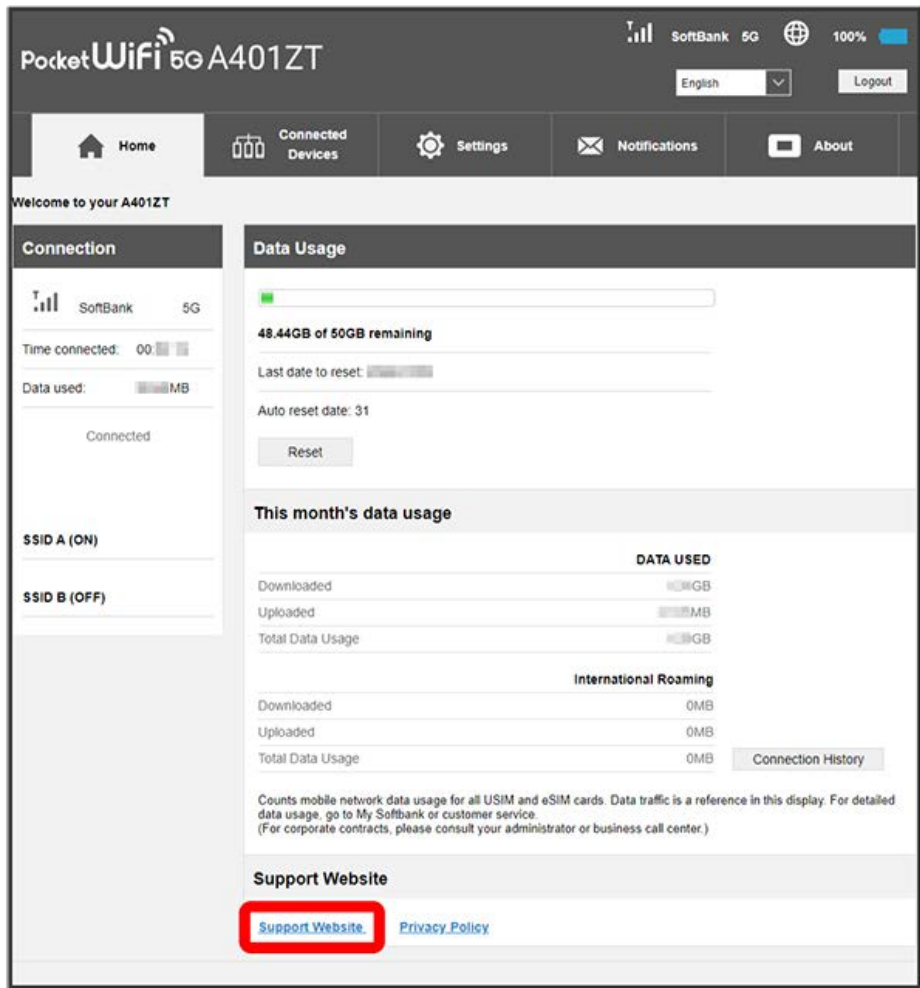 Pocket WiFi 5G A401ZT
SoftBank 5G 100%
English Logout
Home Connected Devices Settings Notifications About
Welcome to your A401ZT
Connection
SoftBank 5G
Time connected: 00:
Data used: MB
Connected
SSID A (ON)
SSID B (OFF)
Data Usage
48.44GB of 50GB remaining
Last date to reset:
Auto reset date: 31
Reset
This month's data usage
DATA USED
Downloaded GB
Uploaded MB
Total Data Usage GB
International Roaming
Downloaded 0MB
Uploaded 0MB
Total Data Usage 0MB Connection History
Counts mobile network data usage for all USIM and eSIM cards. Data traffic is a reference in this display. For detailed
data usage, go to My Softbank or customer service.
(For corporate contracts, please consult your administrator or business call center.)
Support Website
Support Website Privacy Policy